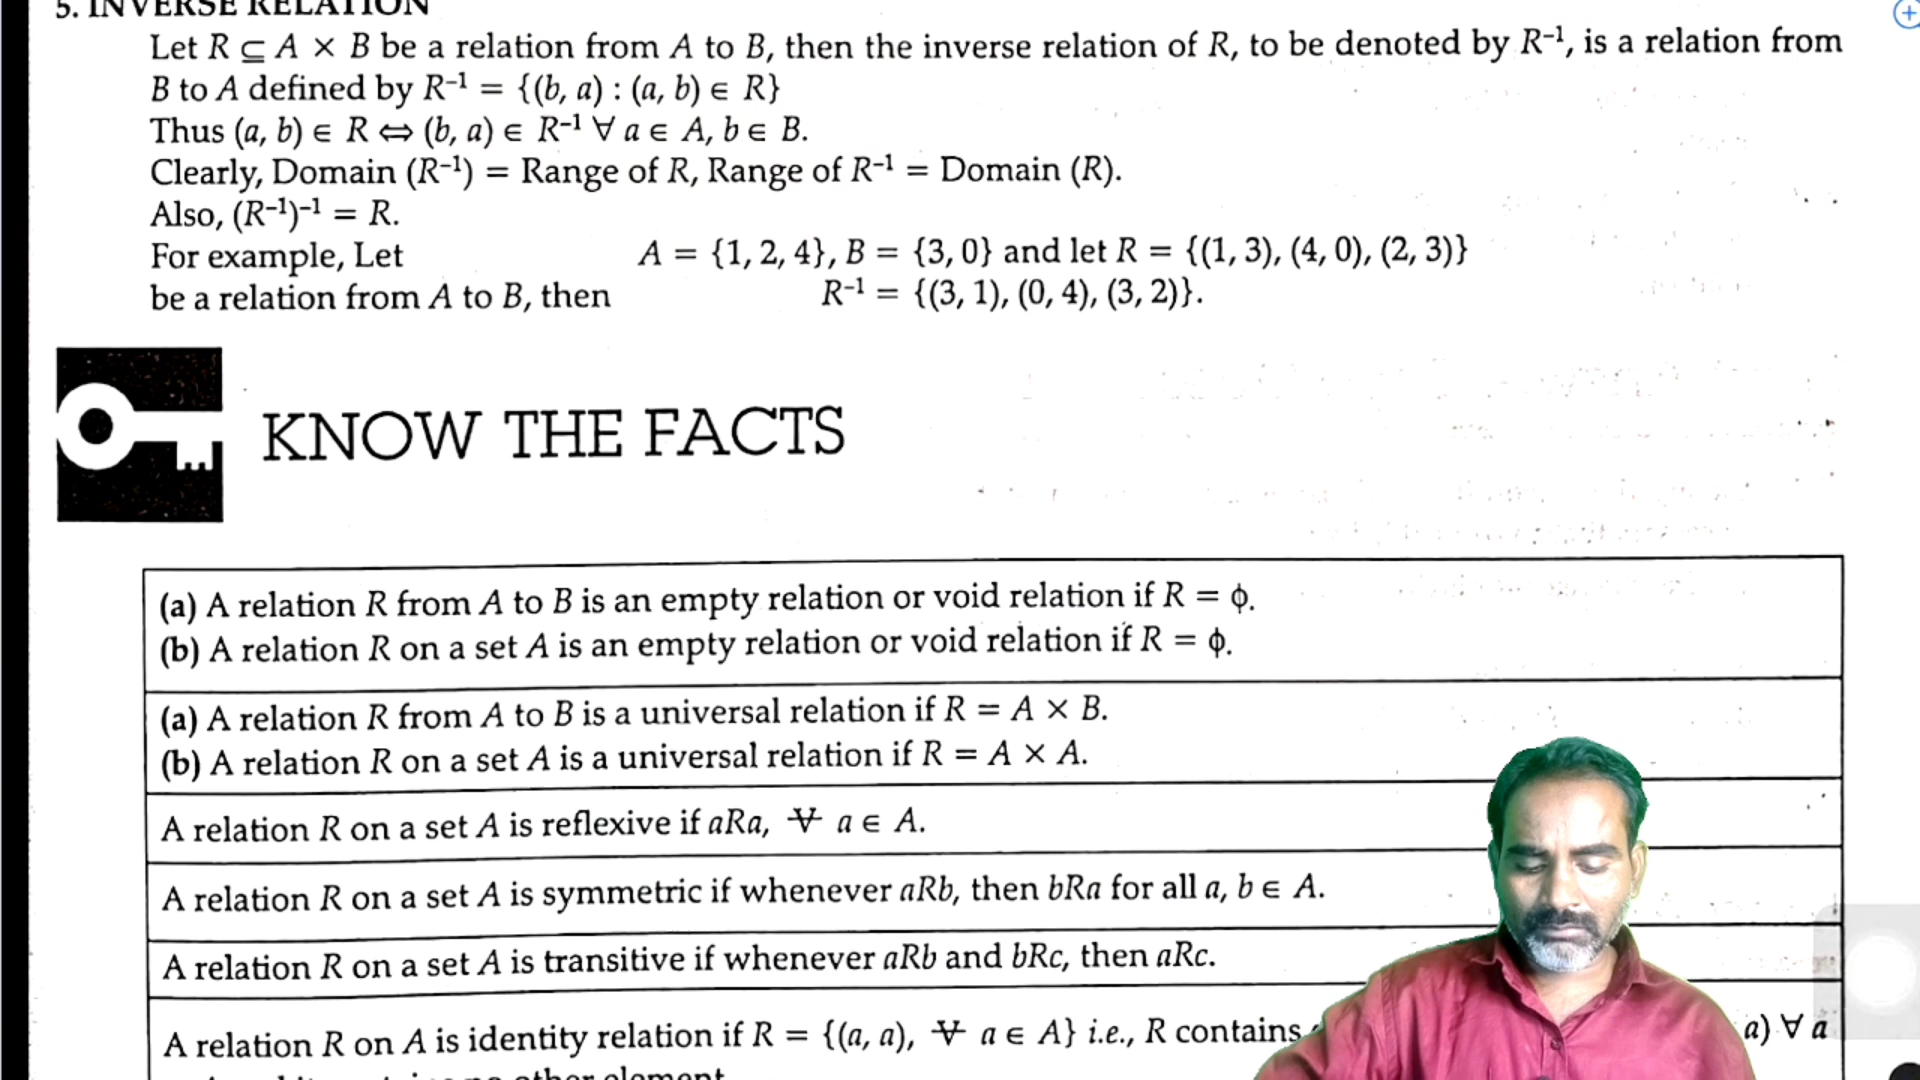 5. INVERSE RELATION
Let R ⊆ A × B be a relation from A to B, then the inverse relation of R, to be denoted by R⁻¹, is a relation from
B to A defined by R⁻¹ = {(b, a) : (a, b) ∈ R}
Thus (a, b) ∈ R ⇔ (b, a) ∈ R⁻¹ ∀ a ∈ A, b ∈ B.
Clearly, Domain (R⁻¹) = Range of R, Range of R⁻¹ = Domain (R).
Also, (R⁻¹)⁻¹ = R.
For example, Let A = {1, 2, 4}, B = {3, 0} and let R = {(1, 3), (4, 0), (2, 3)}
be a relation from A to B, then R⁻¹ = {(3, 1), (0, 4), (3, 2)}.
KNOW THE FACTS
(a) A relation R from A to B is an empty relation or void relation if R = ϕ.
(b) A relation R on a set A is an empty relation or void relation if R = ϕ.
(a) A relation R from A to B is a universal relation if R = A × B.
(b) A relation R on a set A is a universal relation if R = A × A.
A relation R on a set A is reflexive if aRa, ∀ a ∈ A.
A relation R on a set A is symmetric if whenever aRb, then bRa for all a, b ∈ A.
A relation R on a set A is transitive if whenever aRb and bRc, then aRc.
A relation R on A is identity relation if R = {(a, a), ∀ a ∈ A} i.e., R contains a) ∀ a